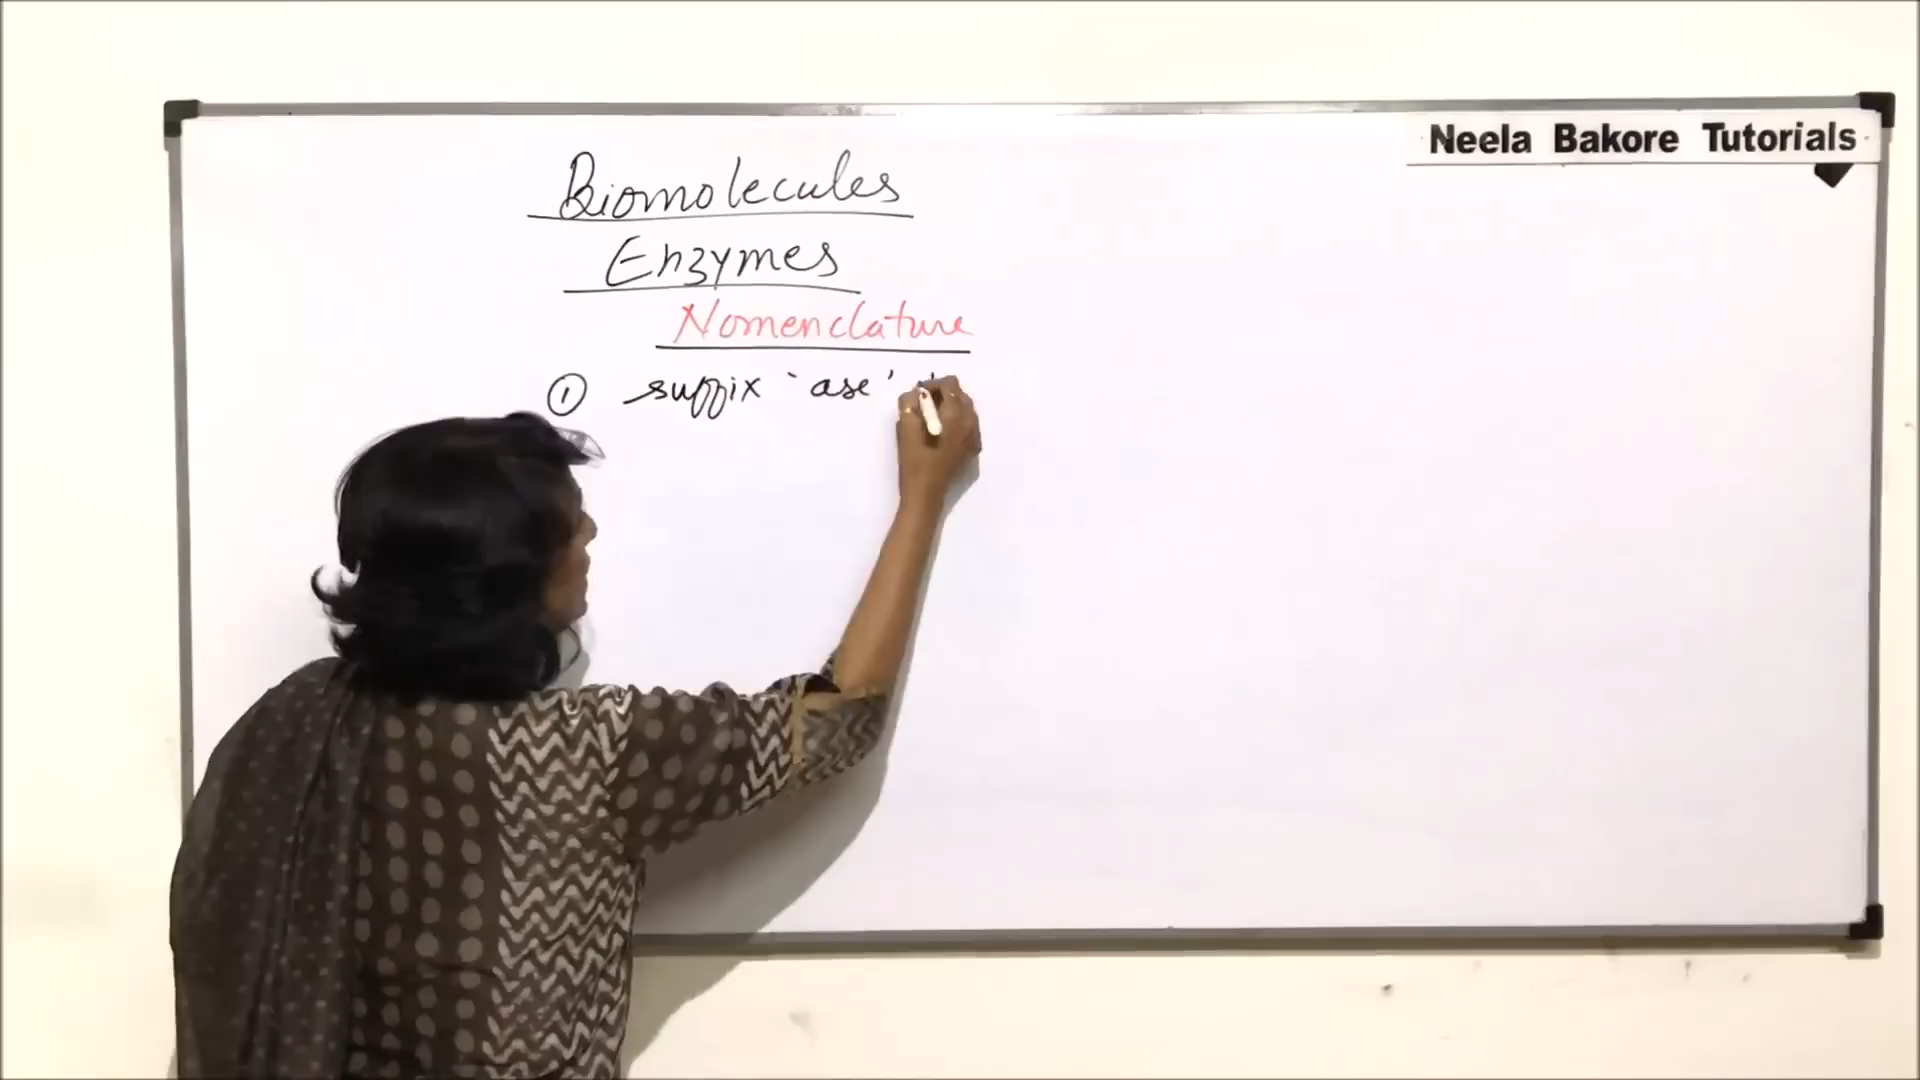 Neela Bakore Tutorials
Biomolecules
Enzymes
Nomenclature
① suffix 'ase'